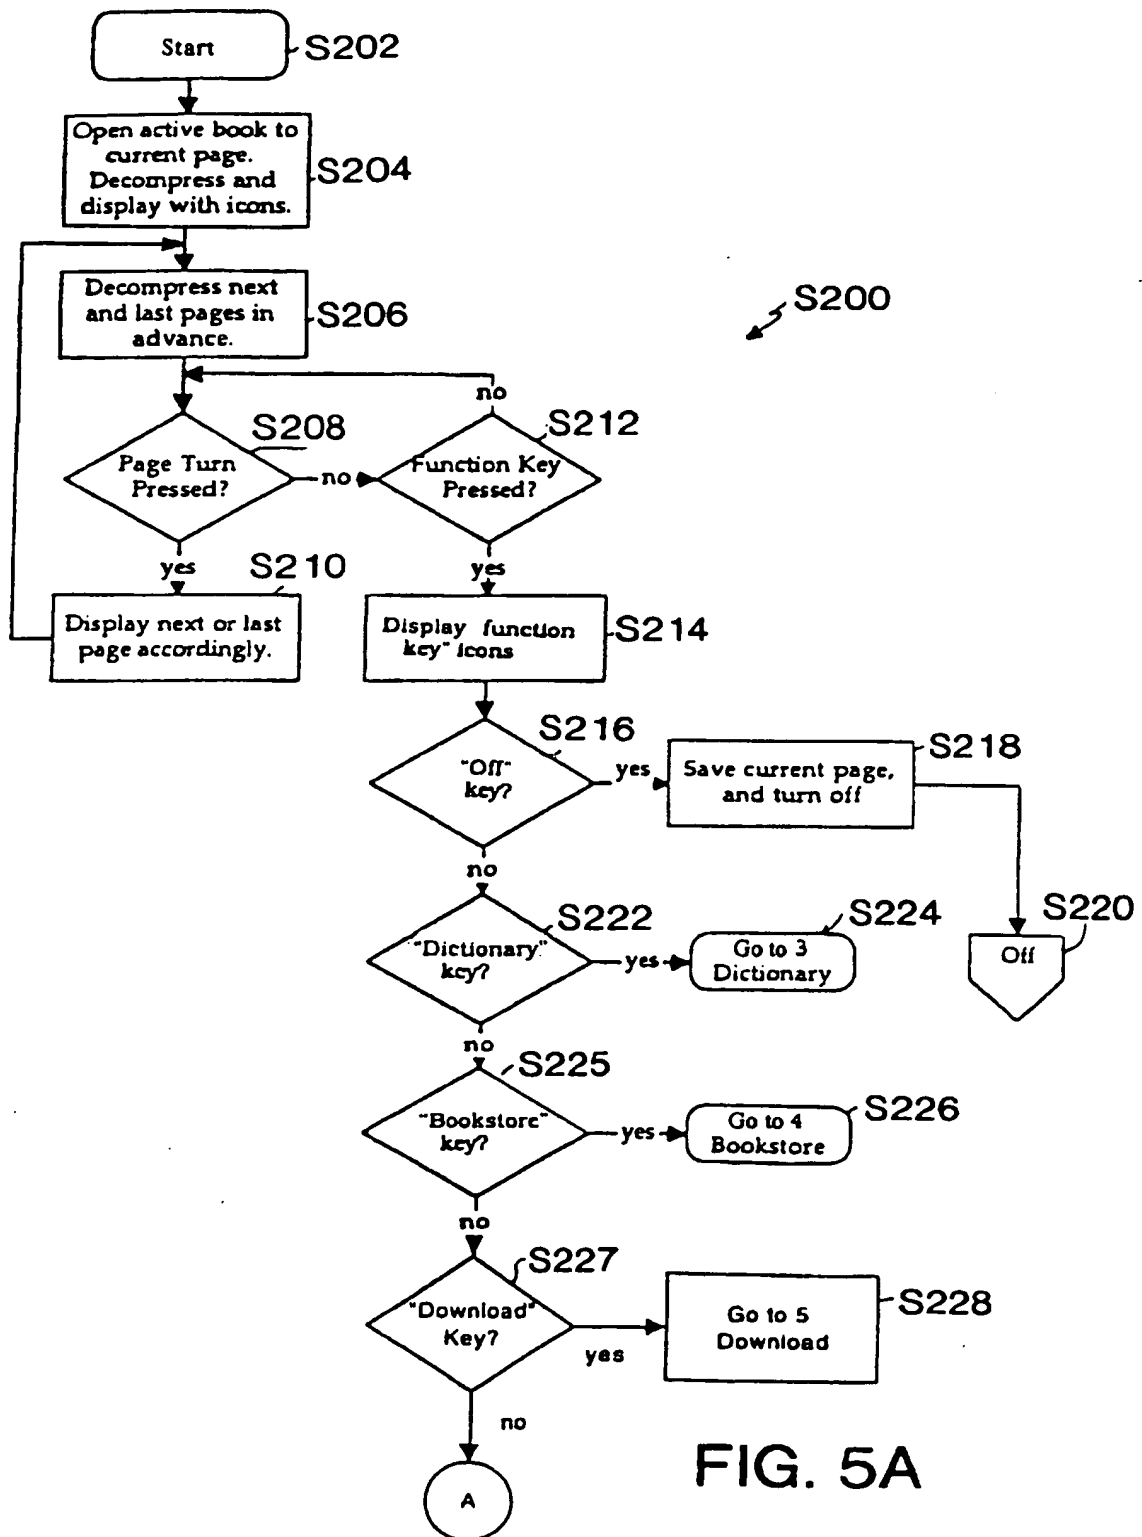 Start
S202
Open active book to
current page.
Decompress and
display with icons.
S204
Decompress next
and last pages in
advance.
S206
S200
no
S208
Page Turn
Pressed?
no
S212
Function Key
Pressed?
yes
S210
Display next or last
page accordingly.
yes
Display function
key" icons
S214
S216
"Off"
key?
yes
S218
Save current page,
and turn off
S220
Off
no
S222
"Dictionary"
key?
yes
S224
Go to 3
Dictionary
no
S225
"Bookstore"
key?
yes
S226
Go to 4
Bookstore
no
S227
"Download"
Key?
yes
S228
Go to 5
Download
no
A
FIG. 5A